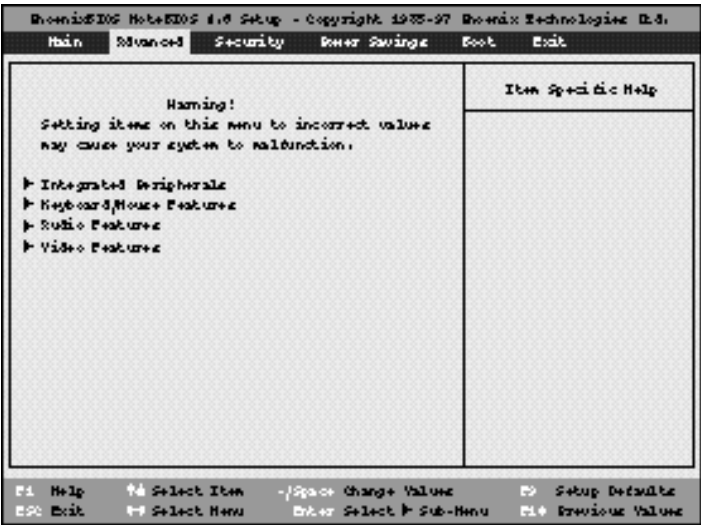 PhoenixBIOS NoteBIOS 4.0 Setup - Copyright 1985-97 Phoenix Technologies Ltd.
Main Advanced Security Power Savings Boot Exit
Item Specific Help
Warning!
Setting items on this menu to incorrect values
may cause your system to malfunction.
▶ Integrated Peripherals
▶ Keyboard/Mouse Features
▶ Audio Features
▶ Video Features
F1 Help ↑↓ Select Item -/Space Change Values F9 Setup Defaults
ESC Exit ↔ Select Menu Enter Select ▶ Sub-Menu F10 Previous Values